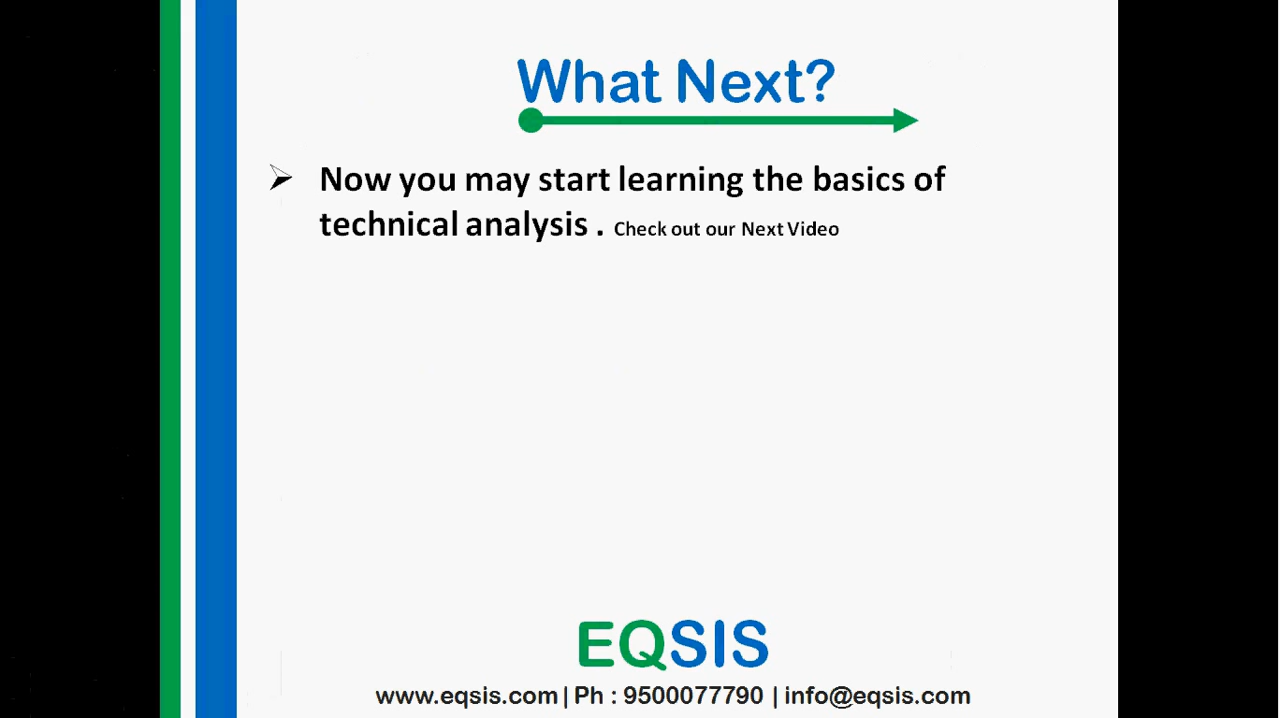 What Next?
Now you may start learning the basics of
technical analysis . Check out our Next Video
EQSIS
www.eqsis.com | Ph : 9500077790 | info@eqsis.com